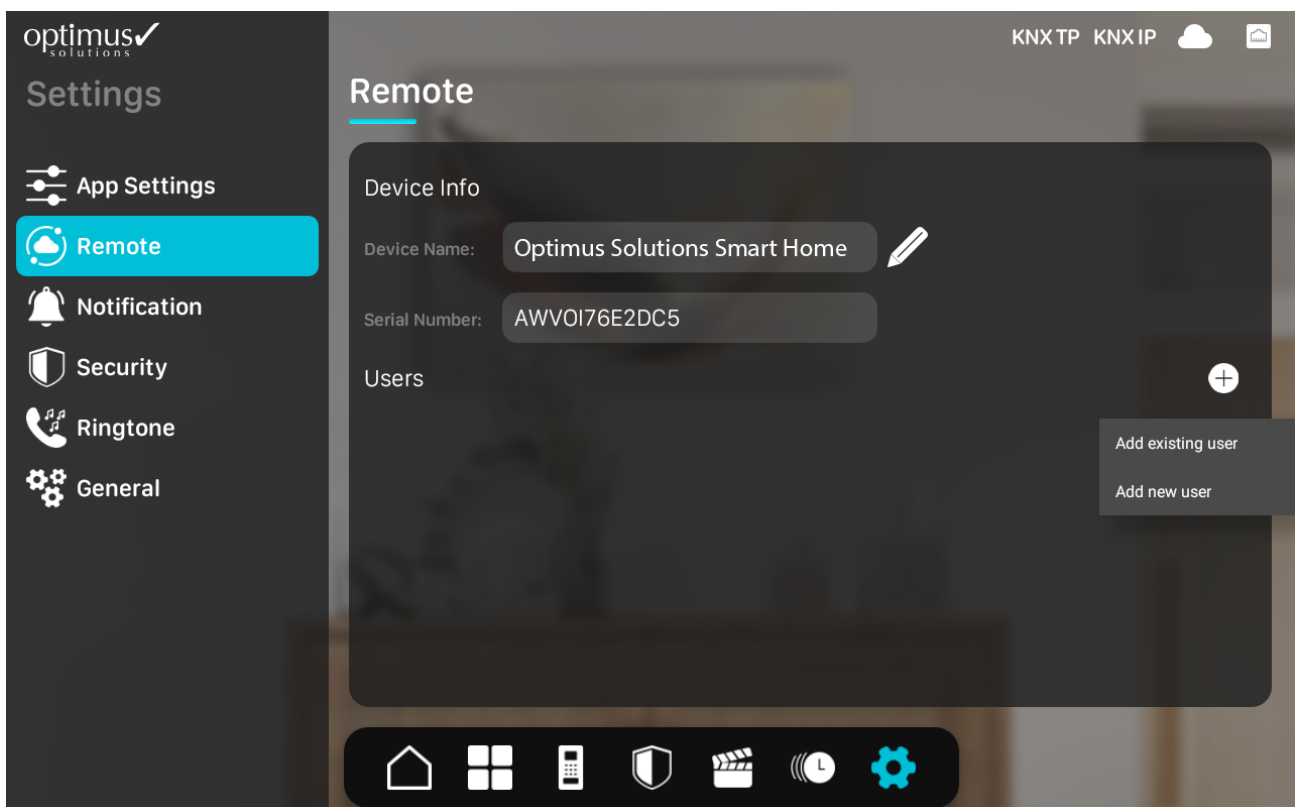 optimus✓
solutions
KNX TP KNX IP
Settings
Remote
App Settings
Remote
Notification
Security
Ringtone
General
Device Info
Device Name: Optimus Solutions Smart Home
Serial Number: AWVOI76E2DC5
Users
Add existing user
Add new user
L